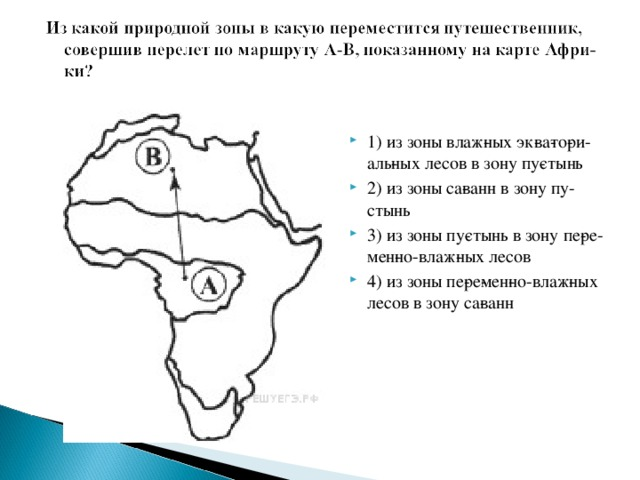 Из какой природной зоны в какую переместится путешественник,
совершив перелет по маршруту А-В, показанному на карте Афри-
ки?
1) из зоны влажных экватори-
альных лесов в зону пустынь
2) из зоны саванн в зону пу-
стынь
3) из зоны пустынь в зону пере-
менно-влажных лесов
4) из зоны переменно-влажных
лесов в зону саванн
В
А
ЕШУЕГЭ.РФ